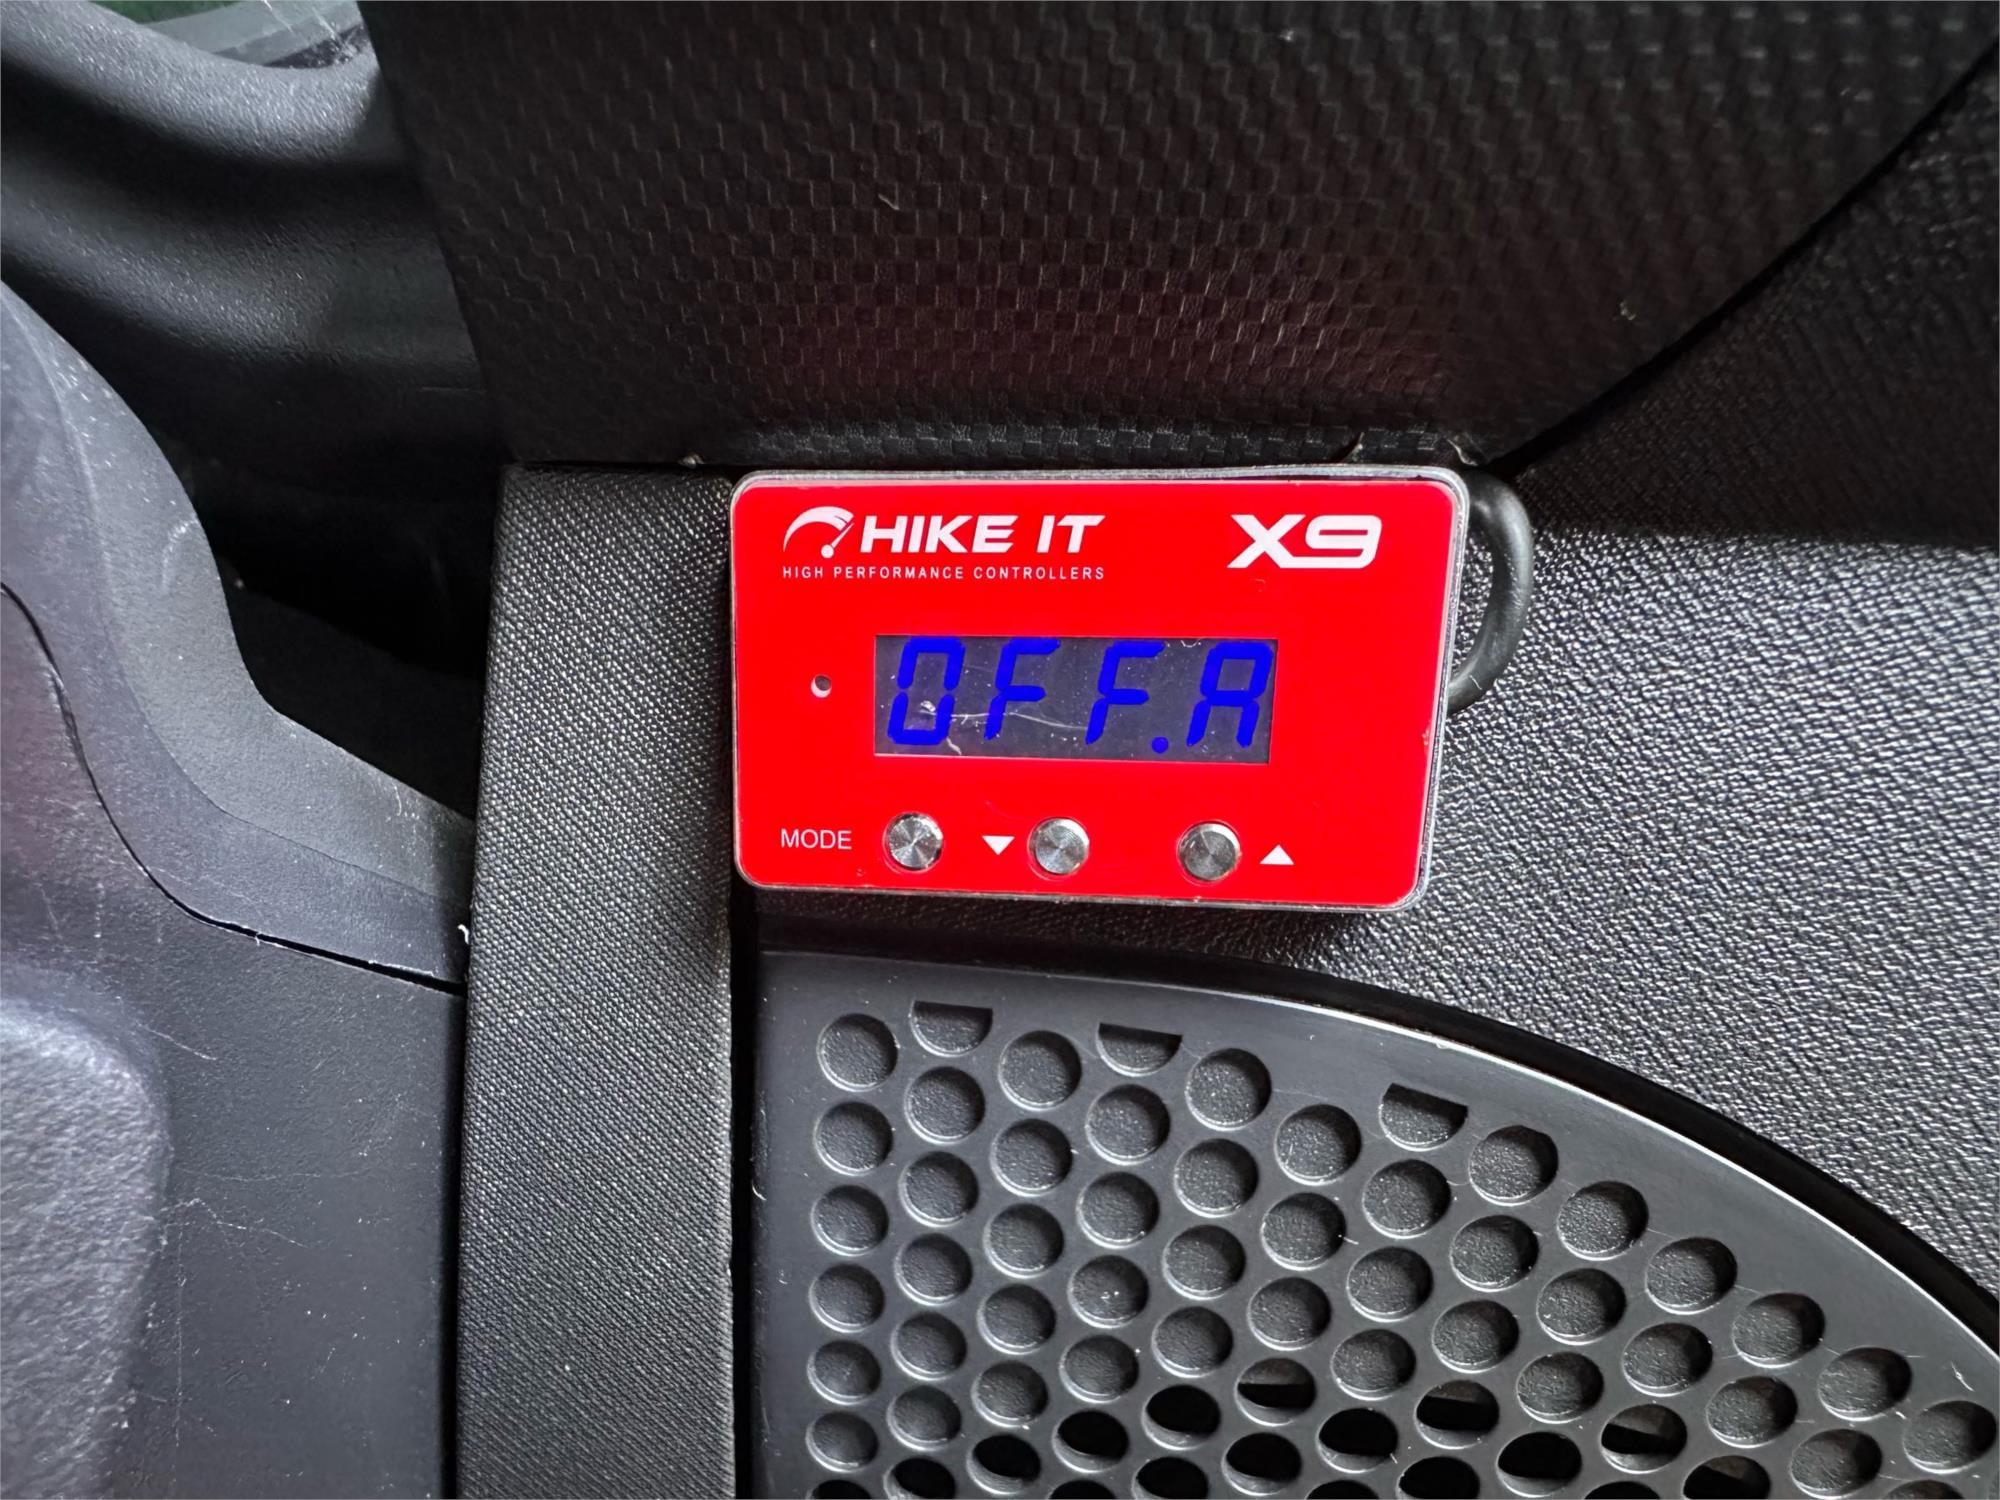 HIKE IT X9
HIGH PERFORMANCE CONTROLLERS
OFF.A
MODE